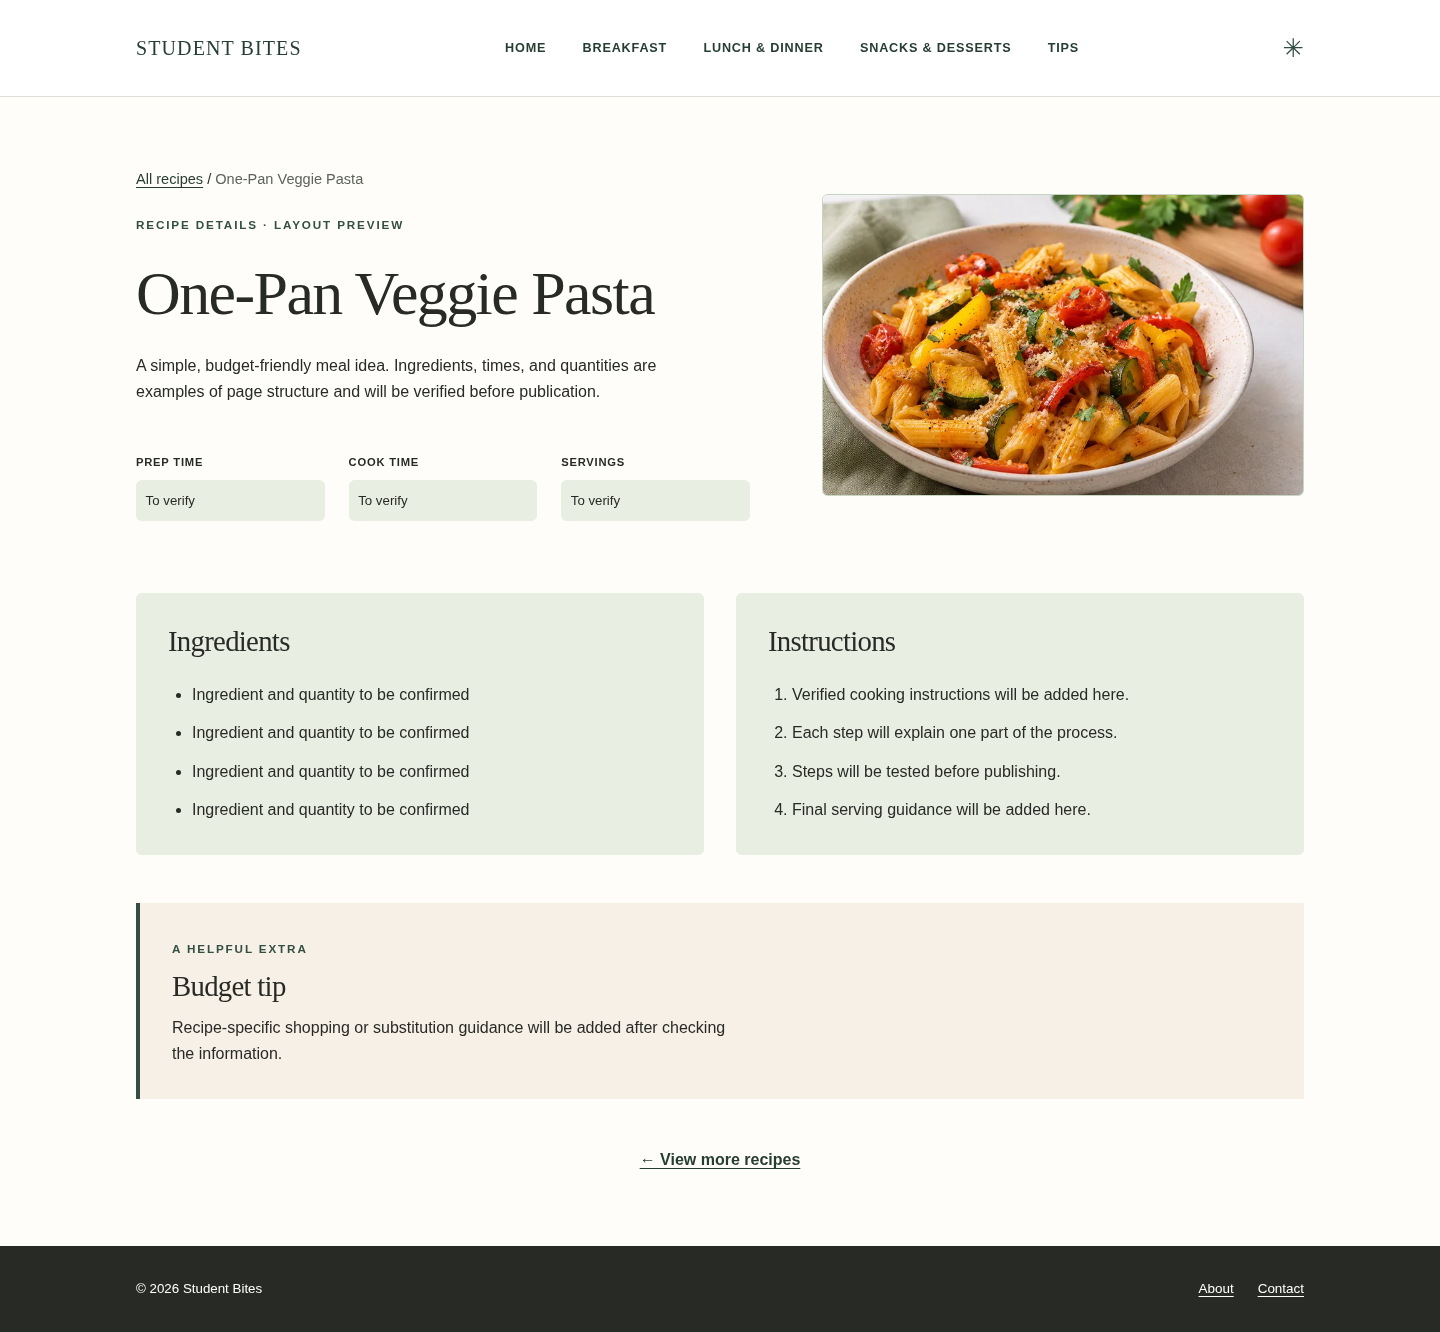 STUDENT BITES
HOME BREAKFAST LUNCH & DINNER SNACKS & DESSERTS TIPS
All recipes / One-Pan Veggie Pasta
RECIPE DETAILS · LAYOUT PREVIEW
One-Pan Veggie Pasta
A simple, budget-friendly meal idea. Ingredients, times, and quantities are
examples of page structure and will be verified before publication.
PREP TIME
To verify
COOK TIME
To verify
SERVINGS
To verify
Ingredients
• Ingredient and quantity to be confirmed
• Ingredient and quantity to be confirmed
• Ingredient and quantity to be confirmed
• Ingredient and quantity to be confirmed
Instructions
1. Verified cooking instructions will be added here.
2. Each step will explain one part of the process.
3. Steps will be tested before publishing.
4. Final serving guidance will be added here.
A HELPFUL EXTRA
Budget tip
Recipe-specific shopping or substitution guidance will be added after checking
the information.
← View more recipes
© 2026 Student Bites
About Contact